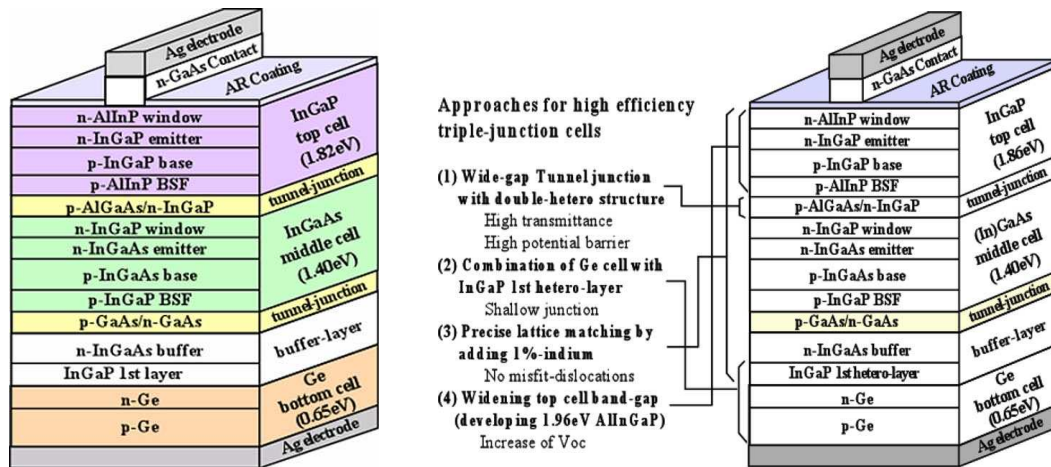 Ag electrode
n-GaAs Contact
AR Coating
n-AlInP window
n-InGaP emitter
p-InGaP base
p-AlInP BSF
InGaP
top cell
(1.82eV)
p-AlGaAs/n-InGaP
tunnel-junction
n-InGaP window
n-InGaAs emitter
p-InGaAs base
p-InGaP BSF
InGaAs
middle cell
(1.40eV)
p-GaAs/n-GaAs
tunnel-junction
n-InGaAs buffer
InGaP 1st layer
buffer-layer
n-Ge
p-Ge
Ge
bottom cell
(0.65eV)
Ag electrode
Approaches for high efficiency
triple-junction cells
(1) Wide-gap Tunnel junction
with double-hetero structure
High transmittance
High potential barrier
(2) Combination of Ge cell with
InGaP 1st hetero-layer
Shallow junction
(3) Precise lattice matching by
adding 1%-indium
No misfit-dislocations
(4) Widening top cell band-gap
(developing 1.96eV AlInGaP)
Increase of Voc
Ag electrode
n-GaAs Contact
AR Coating
n-AlInP window
n-InGaP emitter
p-InGaP base
p-AlInP BSF
InGaP
top cell
(1.86eV)
p-AlGaAs/n-InGaP
tunnel-junction
n-InGaP window
n-InGaAs emitter
p-InGaAs base
p-InGaP BSF
(In)GaAs
middle cell
(1.40eV)
p-GaAs/n-GaAs
tunnel-junction
n-InGaAs buffer
InGaP 1st hetero-layer
buffer-layer
n-Ge
p-Ge
Ge
bottom cell
(0.65eV)
Ag electrode